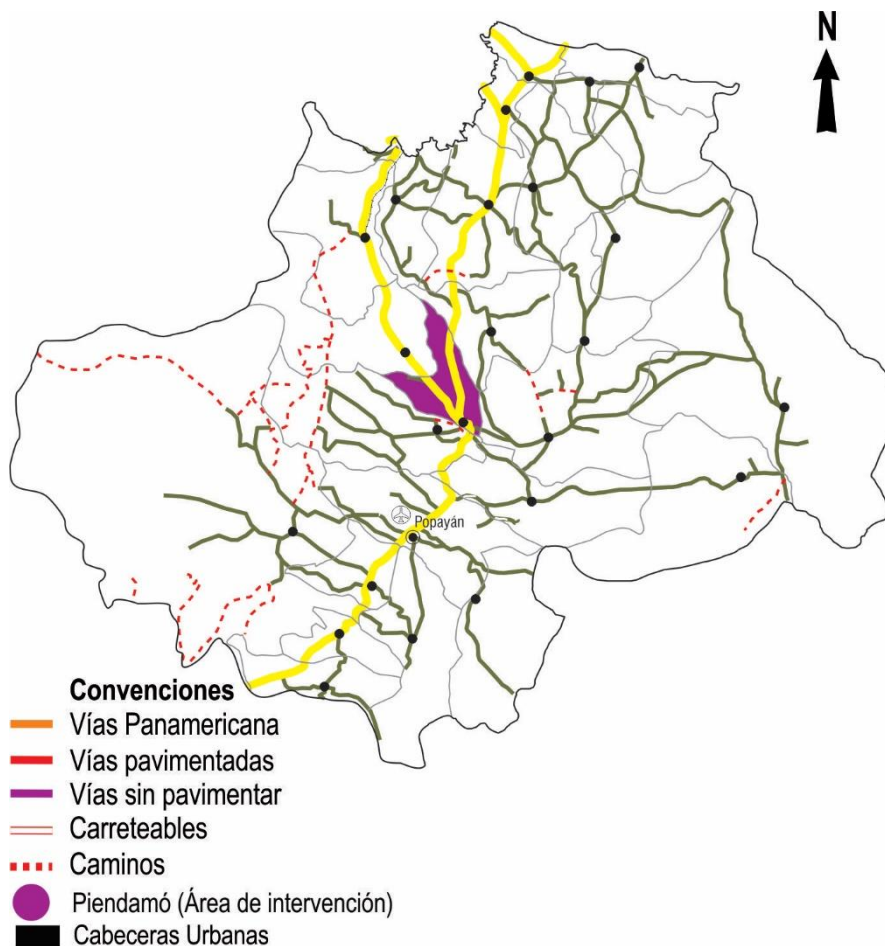 N
Popayán
Convenciones
Vías Panamericana
Vías pavimentadas
Vías sin pavimentar
Carreteables
Caminos
Piendamó (Área de intervención)
Cabeceras Urbanas